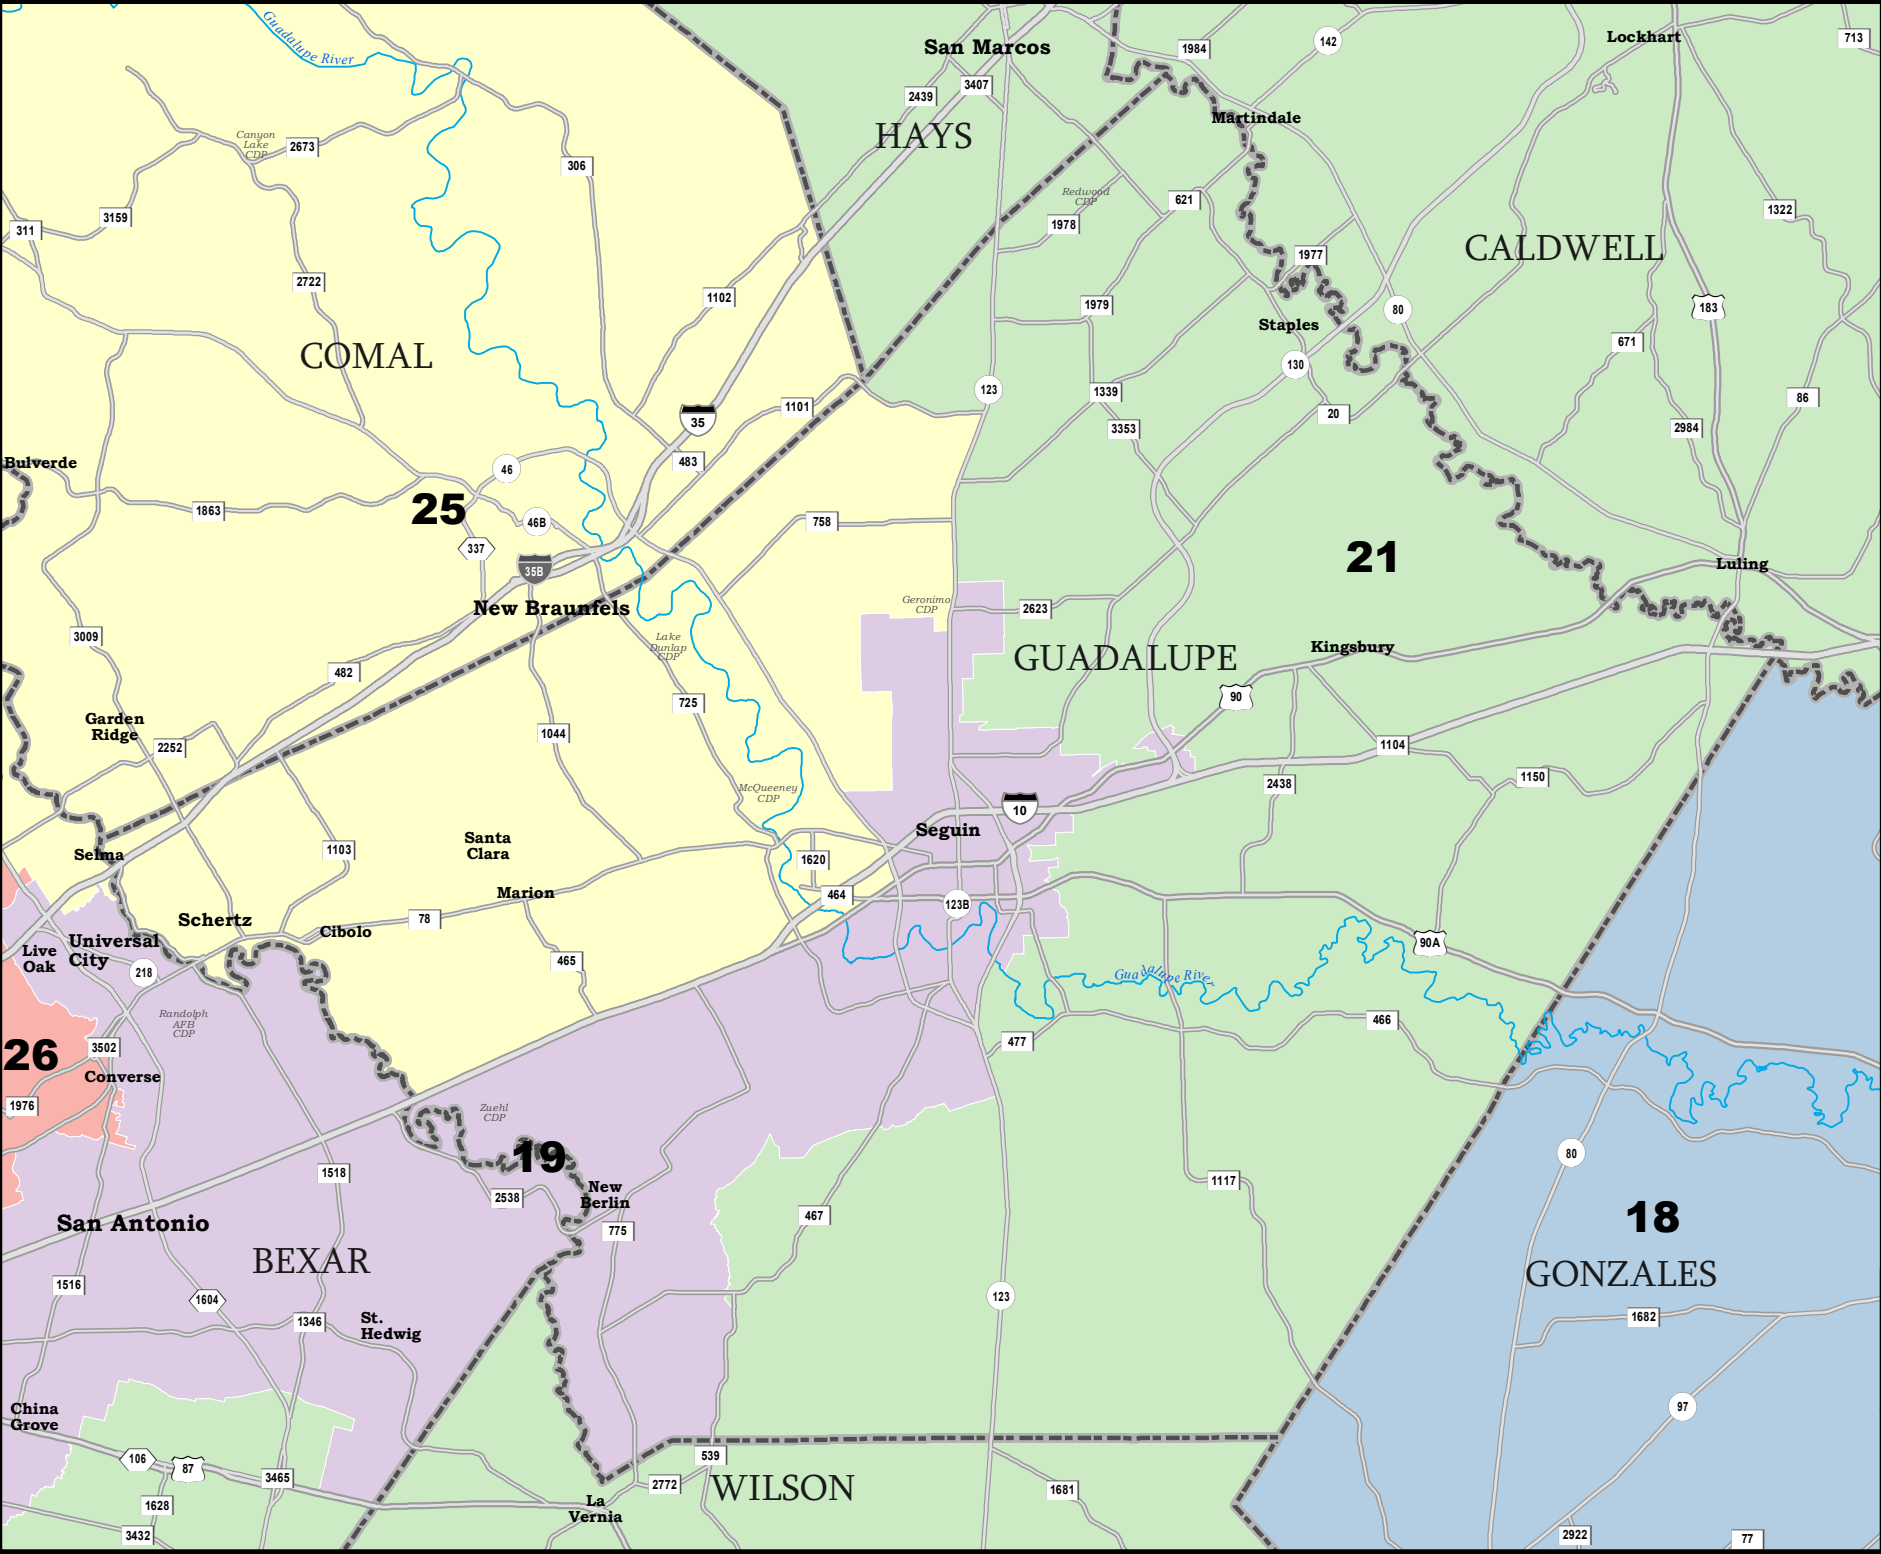 Guadalupe River
San Marcos
Lockhart
713
1984
142
3407
2439
HAYS
Martindale
Canyon
Lake
CDP
2673
306
Redwood
CDP
621
1978
3159
311
1322
CALDWELL
1977
2722
1102
1979
80
183
Staples
COMAL
671
130
123
1339
86
35
1101
20
3353
2984
Bulverde
46
483
25
1863
46B
758
337
21
35B
Luling
New Braunfels
Geronimo
CDP
2623
3009
Lake
Dunlap
CDP
GUADALUPE
Kingsbury
482
725
90
Garden
Ridge
1044
2252
1104
McQueeney
CDP
2438
1150
10
Seguin
Santa
Clara
Selma
1103
1620
Marion
464
123B
Schertz
78
Cibolo
Universal
City
Live
Oak
218
465
90A
Guadalupe River
Randolph
AFB
CDP
466
26
3502
477
Converse
1976
Zuehl
CDP
19
80
1518
2538
New
Berlin
1117
San Antonio
775
467
18
BEXAR
GONZALES
1516
1604
123
1346
St.
Hedwig
1682
China
Grove
97
106
87
539
3465
2772
WILSON
1681
1628
La
Vernia
3432
2922
77